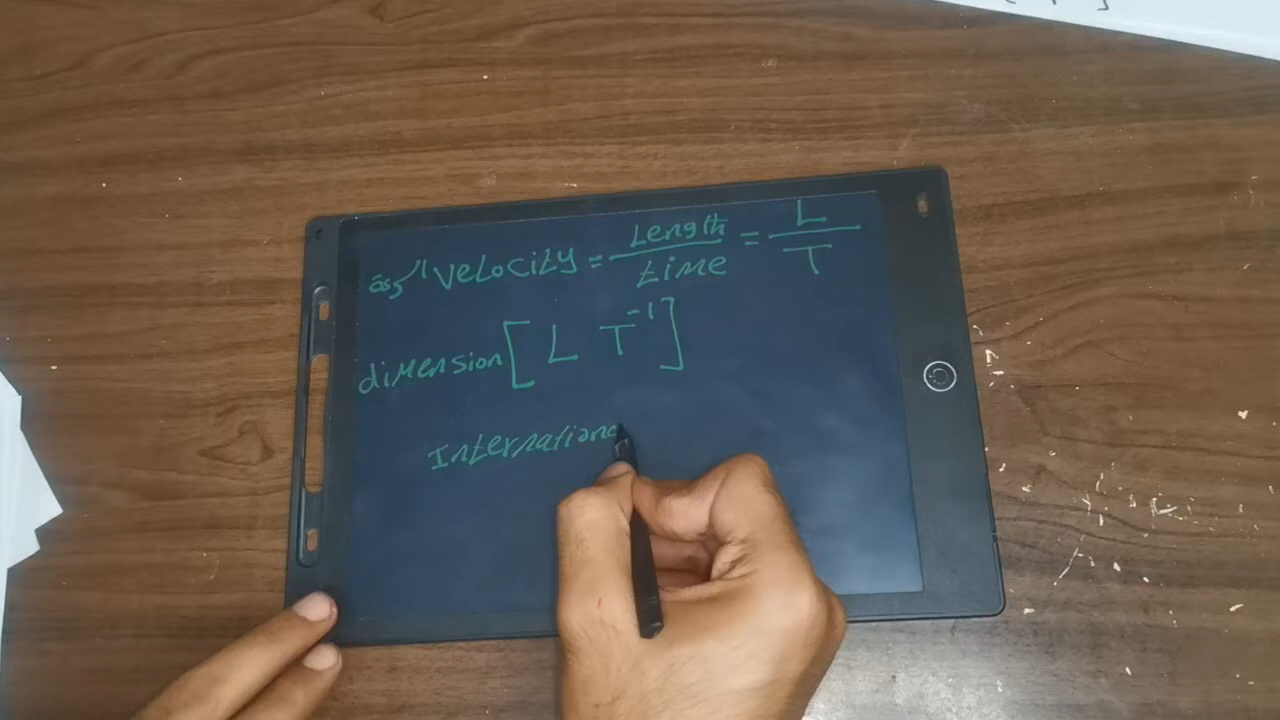 Velocity = Length / time = L / T
dimension [ L T⁻¹ ]
Internationa